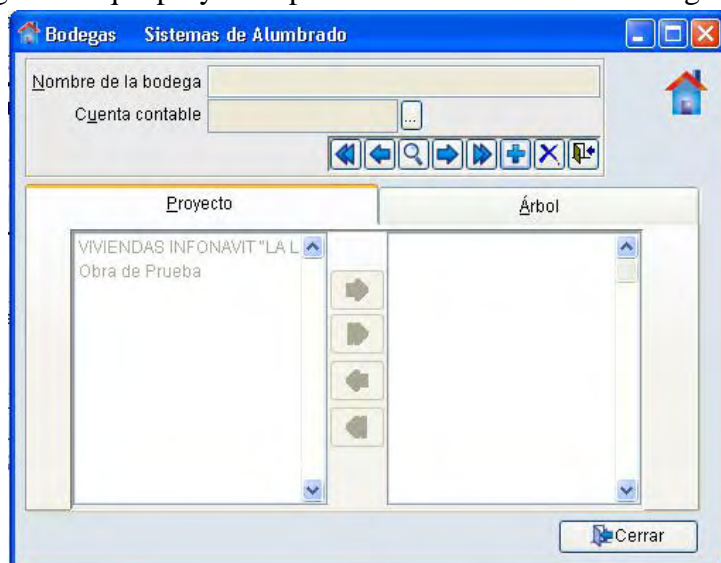 Bodegas Sistemas de Alumbrado
Nombre de la bodega
Cuenta contable ...
Proyecto Árbol
VIVIENDAS INFONAVIT "LA L
Obra de Prueba
Cerrar